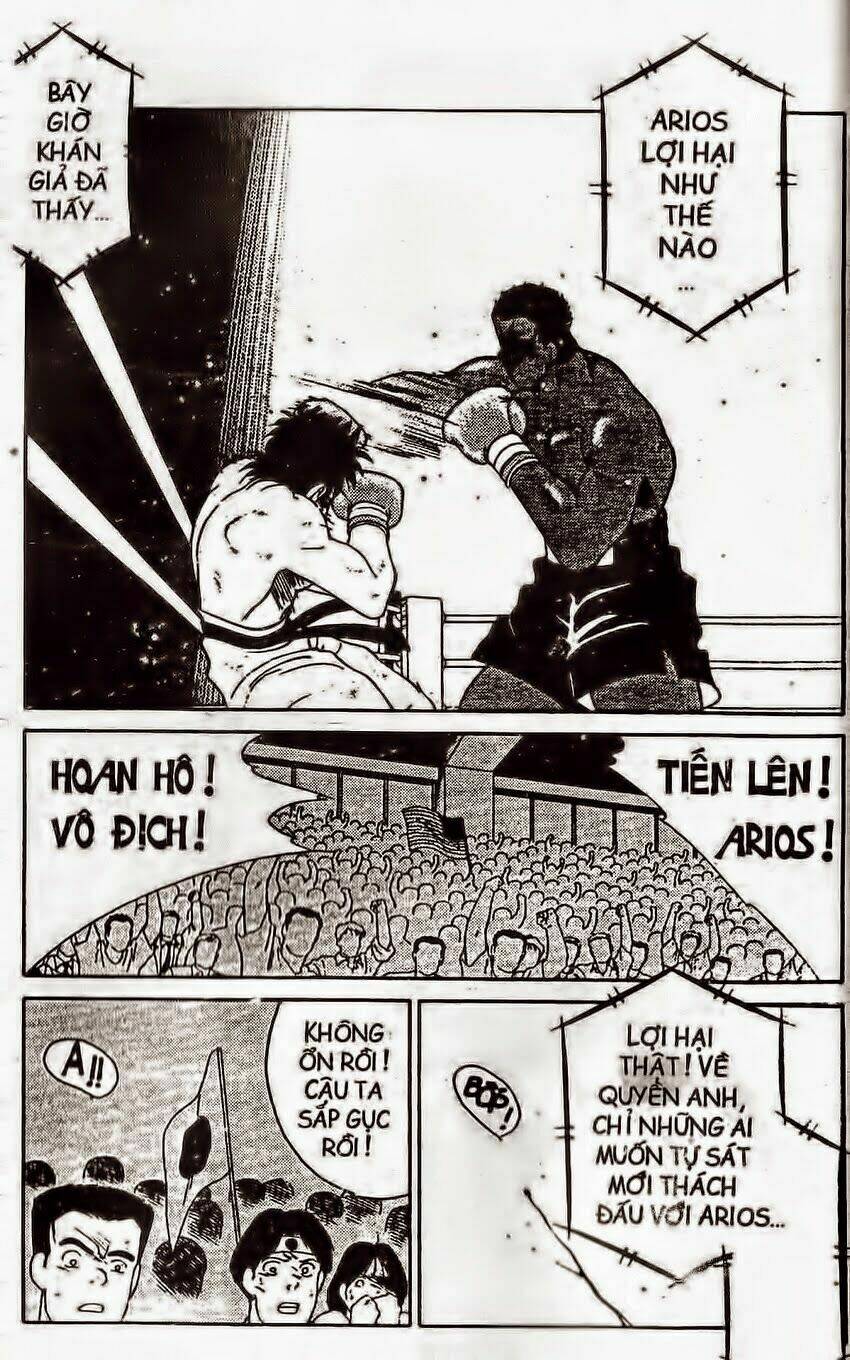 BÂY
GIỜ
KHÁN
GIẢ ĐÃ
THẤY...
ARIOS
LỢI HẠI
NHƯ
THẾ
NÀO
...
HOAN HÔ!
VÔ ĐỊCH!
TIẾN LÊN!
ARIOS!
A!!
KHÔNG
ỔN RỒI!
CẬU TA
SẮP GỤC
RỒI!
BỐP!
LỢI HẠI
THẬT! VỀ
QUYỀN ANH,
CHỈ NHỮNG AI
MUỐN TỰ SÁT
MỚI THÁCH
ĐẤU VỚI ARIOS...